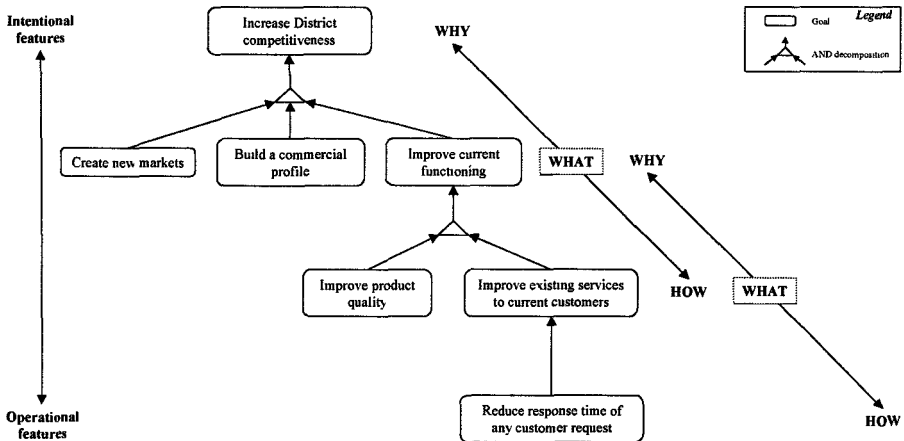 Intentional
features
Increase District
competitiveness
WHY
Legend
Goal
AND decomposition
Create new markets
Build a commercial
profile
Improve current
functioning
WHAT
WHY
Improve product
quality
Improve existing services
to current customers
HOW
WHAT
Operational
features
Reduce response time of
any customer request
HOW